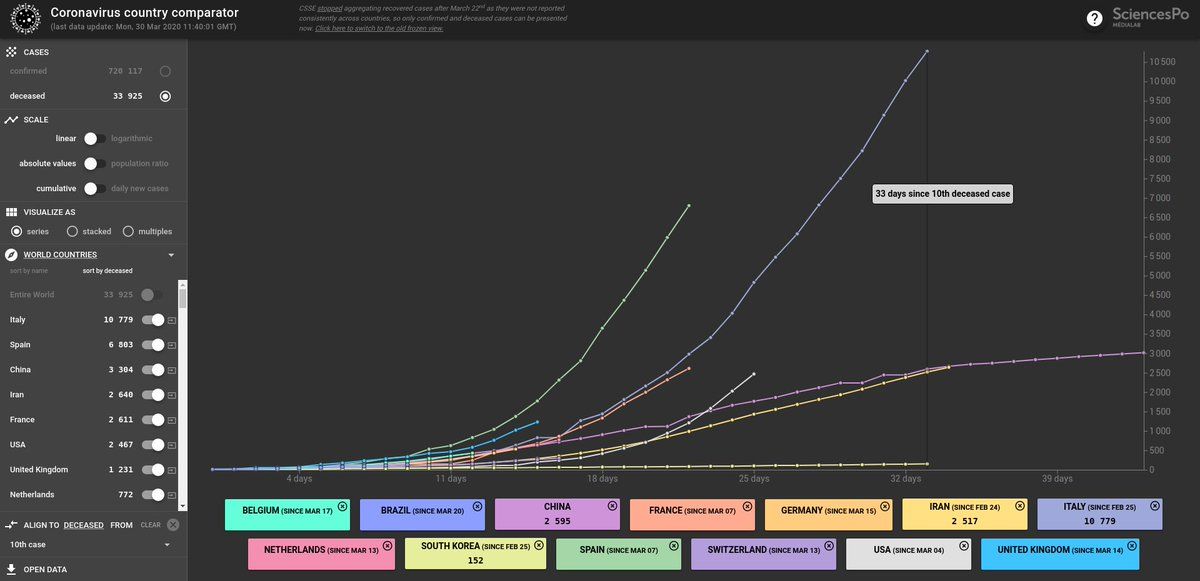 Coronavirus country comparator
(last data update: Mon, 30 Mar 2020 11:40:01 GMT)
CSSE stopped aggregating recovered cases after March 22nd as they were not reported
consistently across countries, so only confirmed and deceased cases can be presented
now. Click here to switch to the old frozen view.
?
SciencesPo
MÉDIALAB
CASES
confirmed 720 117
deceased 33 925
SCALE
linear logarithmic
absolute values population ratio
cumulative daily new cases
VISUALIZE AS
series stacked multiples
WORLD COUNTRIES
sort by name sort by deceased
Entire World 33 925
Italy 10 779
Spain 6 803
China 3 304
Iran 2 640
France 2 611
USA 2 467
United Kingdom 1 231
Netherlands 772
ALIGN TO DECEASED FROM CLEAR
10th case
OPEN DATA
33 days since 10th deceased case
10 500
10 000
9 500
9 000
8 500
8 000
7 500
7 000
6 500
6 000
5 500
5 000
4 500
4 000
3 500
3 000
2 500
2 000
1 500
1 000
500
0
4 days 11 days 18 days 25 days 32 days 39 days
BELGIUM (SINCE MAR 17)
BRAZIL (SINCE MAR 20)
CHINA
2 595
FRANCE (SINCE MAR 07)
GERMANY (SINCE MAR 15)
IRAN (SINCE FEB 24)
2 517
ITALY (SINCE FEB 25)
10 779
NETHERLANDS (SINCE MAR 13)
SOUTH KOREA (SINCE FEB 25)
152
SPAIN (SINCE MAR 07)
SWITZERLAND (SINCE MAR 13)
USA (SINCE MAR 04)
UNITED KINGDOM (SINCE MAR 14)